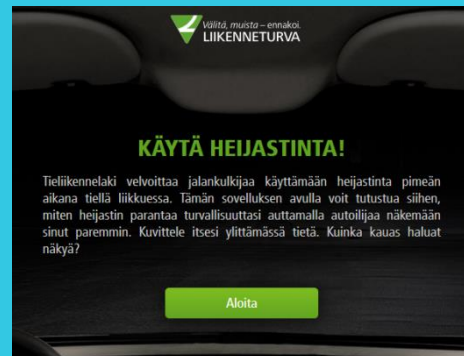 Välitä, muista – ennakoi.
LIIKENNETURVA
KÄYTÄ HEIJASTINTA!
Tieliikennelaki velvoittaa jalankulkijaa käyttämään heijastinta pimeän
aikana tiellä liikkuessa. Tämän sovelluksen avulla voit tutustua siihen,
miten heijastin parantaa turvallisuuttasi auttamalla autoilijaa näkemään
sinut paremmin. Kuvittele itsesi ylittämässä tietä. Kuinka kauas haluat
näkyä?
Aloita